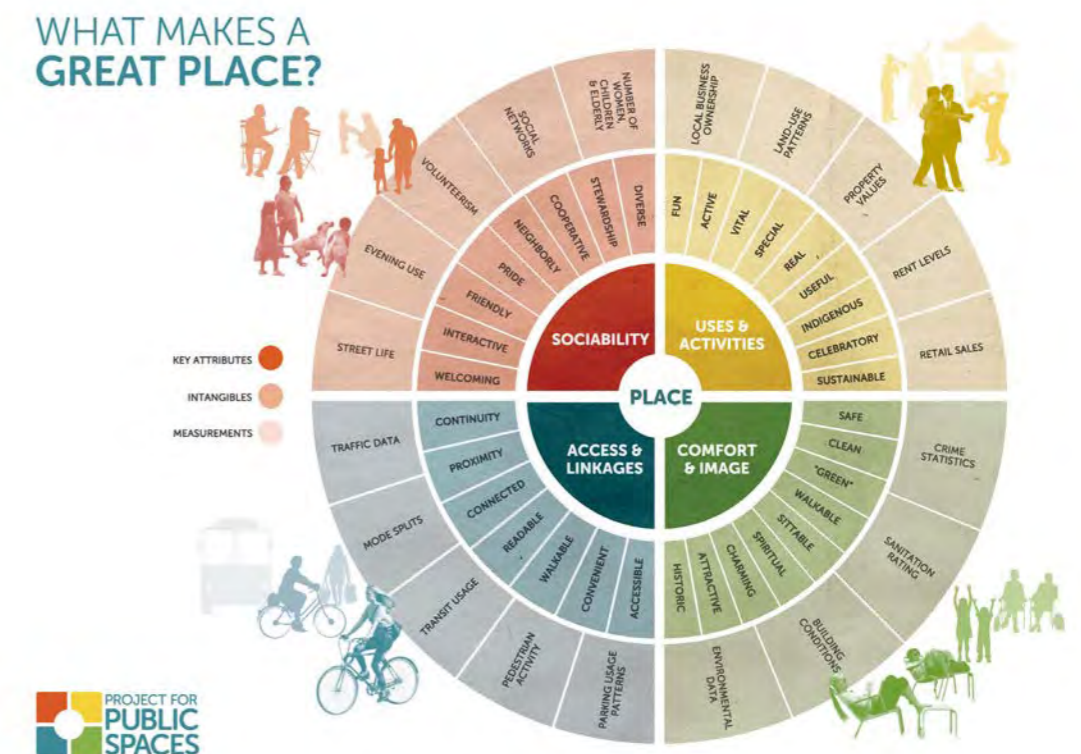 WHAT MAKES A
GREAT PLACE?
KEY ATTRIBUTES
INTANGIBLES
MEASUREMENTS
PLACE
SOCIABILITY
WELCOMING
INTERACTIVE
FRIENDLY
PRIDE
NEIGHBORLY
COOPERATIVE
STEWARDSHIP
DIVERSE
STREET LIFE
EVENING USE
VOLUNTEERISM
SOCIAL
NETWORKS
NUMBER OF
WOMEN,
CHILDREN
& ELDERLY
USES &
ACTIVITIES
FUN
ACTIVE
VITAL
SPECIAL
REAL
USEFUL
INDIGENOUS
CELEBRATORY
SUSTAINABLE
LOCAL BUSINESS
OWNERSHIP
LAND-USE
PATTERNS
PROPERTY
VALUES
RENT LEVELS
RETAIL SALES
COMFORT
& IMAGE
SAFE
CLEAN
"GREEN"
WALKABLE
SITTABLE
SPIRITUAL
CHARMING
ATTRACTIVE
HISTORIC
CRIME
STATISTICS
SANITATION
RATING
BUILDING
CONDITIONS
ENVIRONMENTAL
DATA
ACCESS &
LINKAGES
CONTINUITY
PROXIMITY
CONNECTED
READABLE
WALKABLE
CONVENIENT
ACCESSIBLE
TRAFFIC DATA
MODE SPLITS
TRANSIT USAGE
PEDESTRIAN
ACTIVITY
PARKING USAGE
PATTERNS
PROJECT FOR
PUBLIC
SPACES